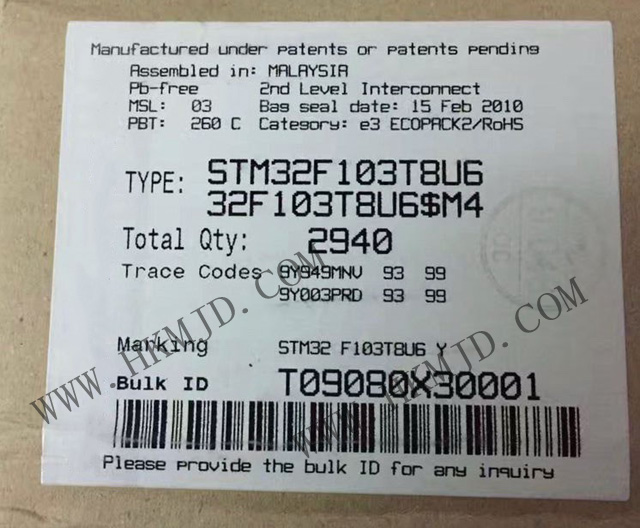 Manufactured under patents or patents pending
Assembled in: MALAYSIA
Pb-free 2nd Level Interconnect
MSL: 03 Bag seal date: 15 Feb 2010
PBT: 260 C Category: e3 ECOPACK2/RoHS
TYPE: STM32F103T8U6
32F103T8U6$M4
Total Qty: 2940
Trace Codes 9Y949MNV 93 99
9Y003PRD 93 99
Marking STM32 F103T8U6 Y
Bulk ID T09080X30001
Please provide the bulk ID for any inquiry
WWW.HKMJD.COM
WWW.HKMJD.COM